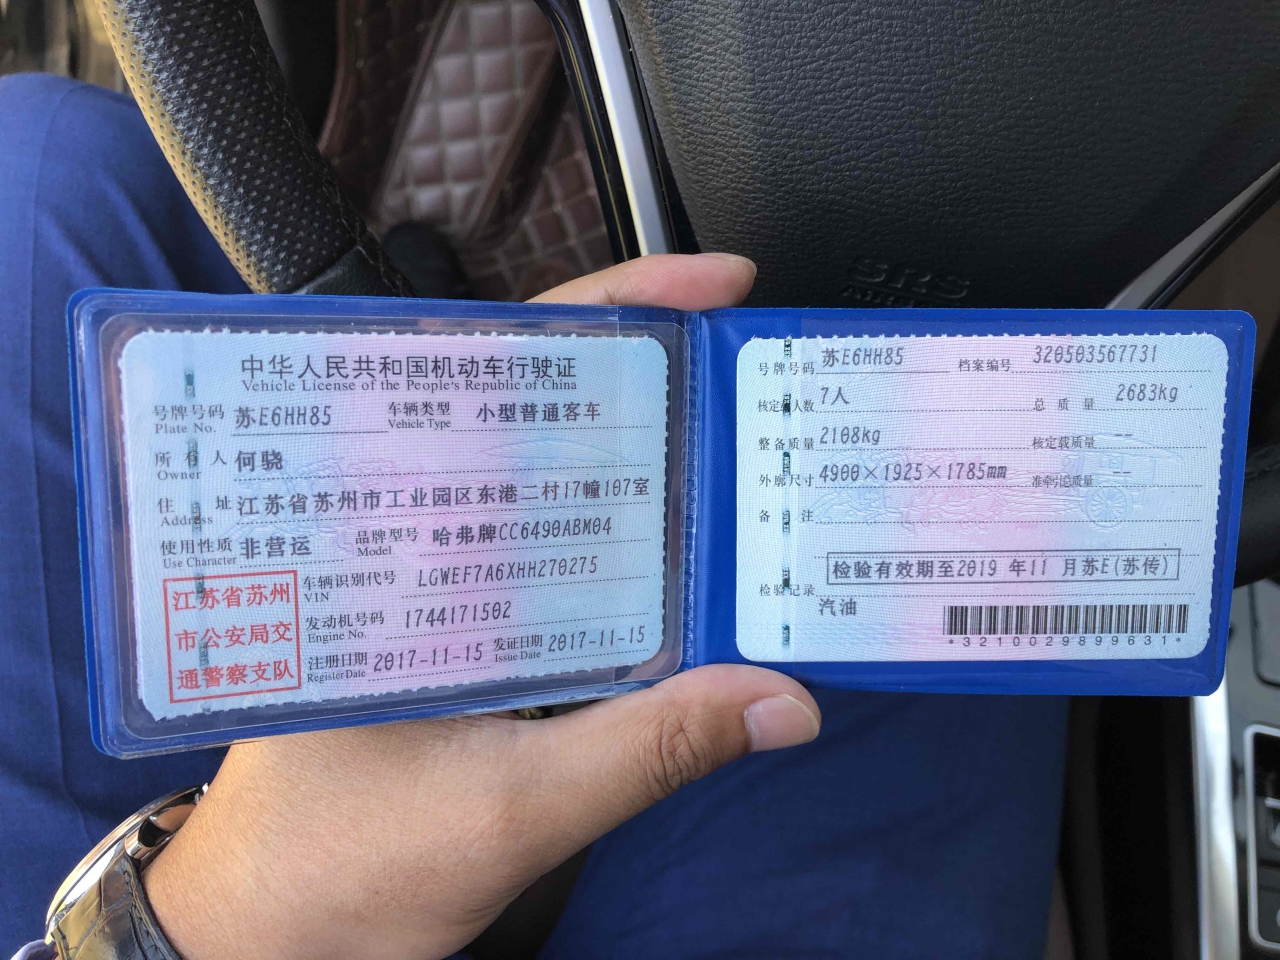 SRS
中华人民共和国机动车行驶证
Vehicle License of the People's Republic of China
号牌号码 苏E6HH85 车辆类型 小型普通客车
Plate No. Vehicle Type
所有人 何骁
Owner
住址 江苏省苏州市工业园区东港二村17幢107室
Address
使用性质 非营运 品牌型号 哈弗牌CC6490ABM04
Use Character Model
江苏省苏州
市公安局交
通警察支队
车辆识别代号 LGWEF7A6XHH270275
VIN
发动机号码 1744171502
Engine No.
注册日期 2017-11-15 发证日期 2017-11-15
Register Date Issue Date
号牌号码 苏E6HH85 档案编号 320503567731
核定载人数 7人 总质量 2683kg
整备质量 2108kg 核定载质量 --
外廓尺寸 4900×1925×1785mm 准牵引总质量 --
备注
检验有效期至2019年11月苏E(苏传)
检验记录
汽油
*3210029899631*